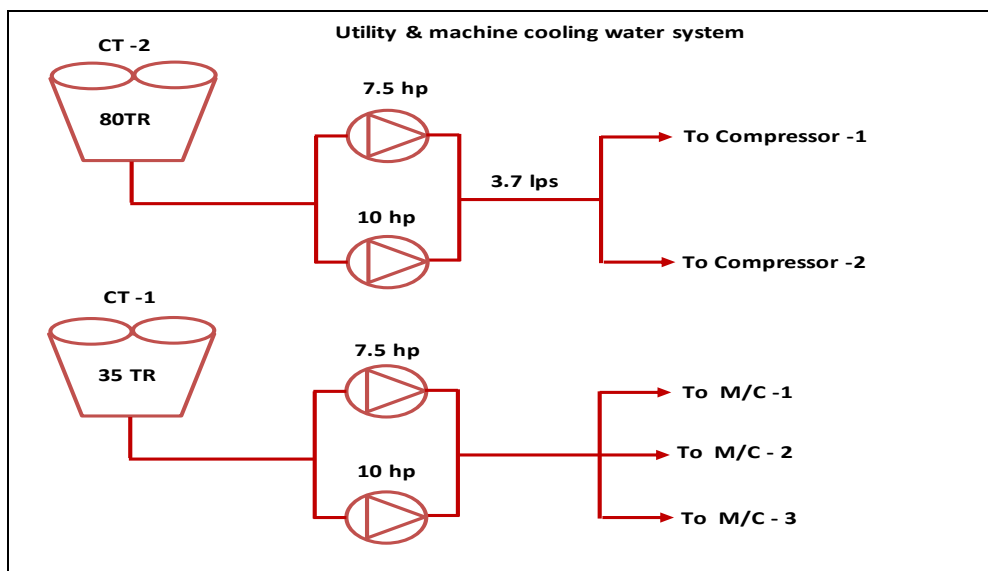 Utility & machine cooling water system
CT -2
80TR
7.5 hp
10 hp
3.7 lps
To Compressor -1
To Compressor -2
CT -1
35 TR
7.5 hp
10 hp
To M/C -1
To M/C - 2
To M/C - 3